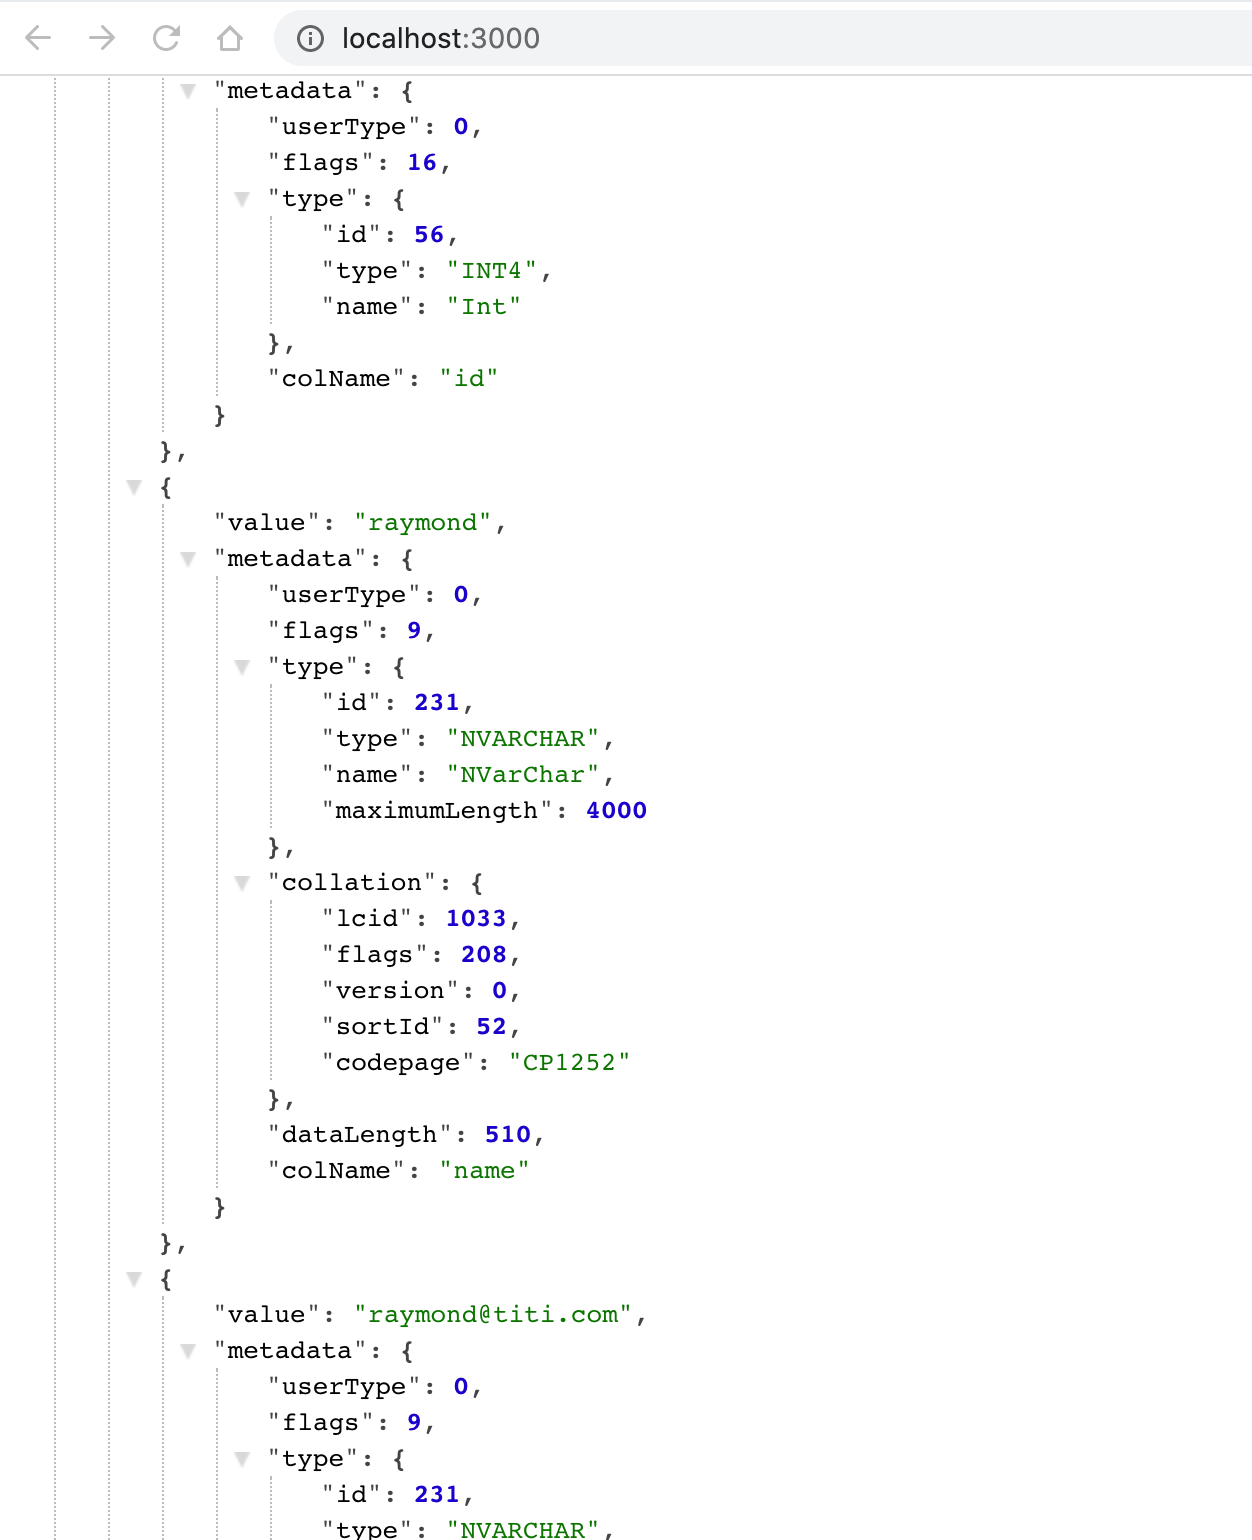 localhost:3000
"metadata": {
"userType": 0,
"flags": 16,
"type": {
"id": 56,
"type": "INT4",
"name": "Int"
},
"colName": "id"
}
},
{
"value": "raymond",
"metadata": {
"userType": 0,
"flags": 9,
"type": {
"id": 231,
"type": "NVARCHAR",
"name": "NVarChar",
"maximumLength": 4000
},
"collation": {
"lcid": 1033,
"flags": 208,
"version": 0,
"sortId": 52,
"codepage": "CP1252"
},
"dataLength": 510,
"colName": "name"
}
},
{
"value": "raymond@titi.com",
"metadata": {
"userType": 0,
"flags": 9,
"type": {
"id": 231,
"type": "NVARCHAR",